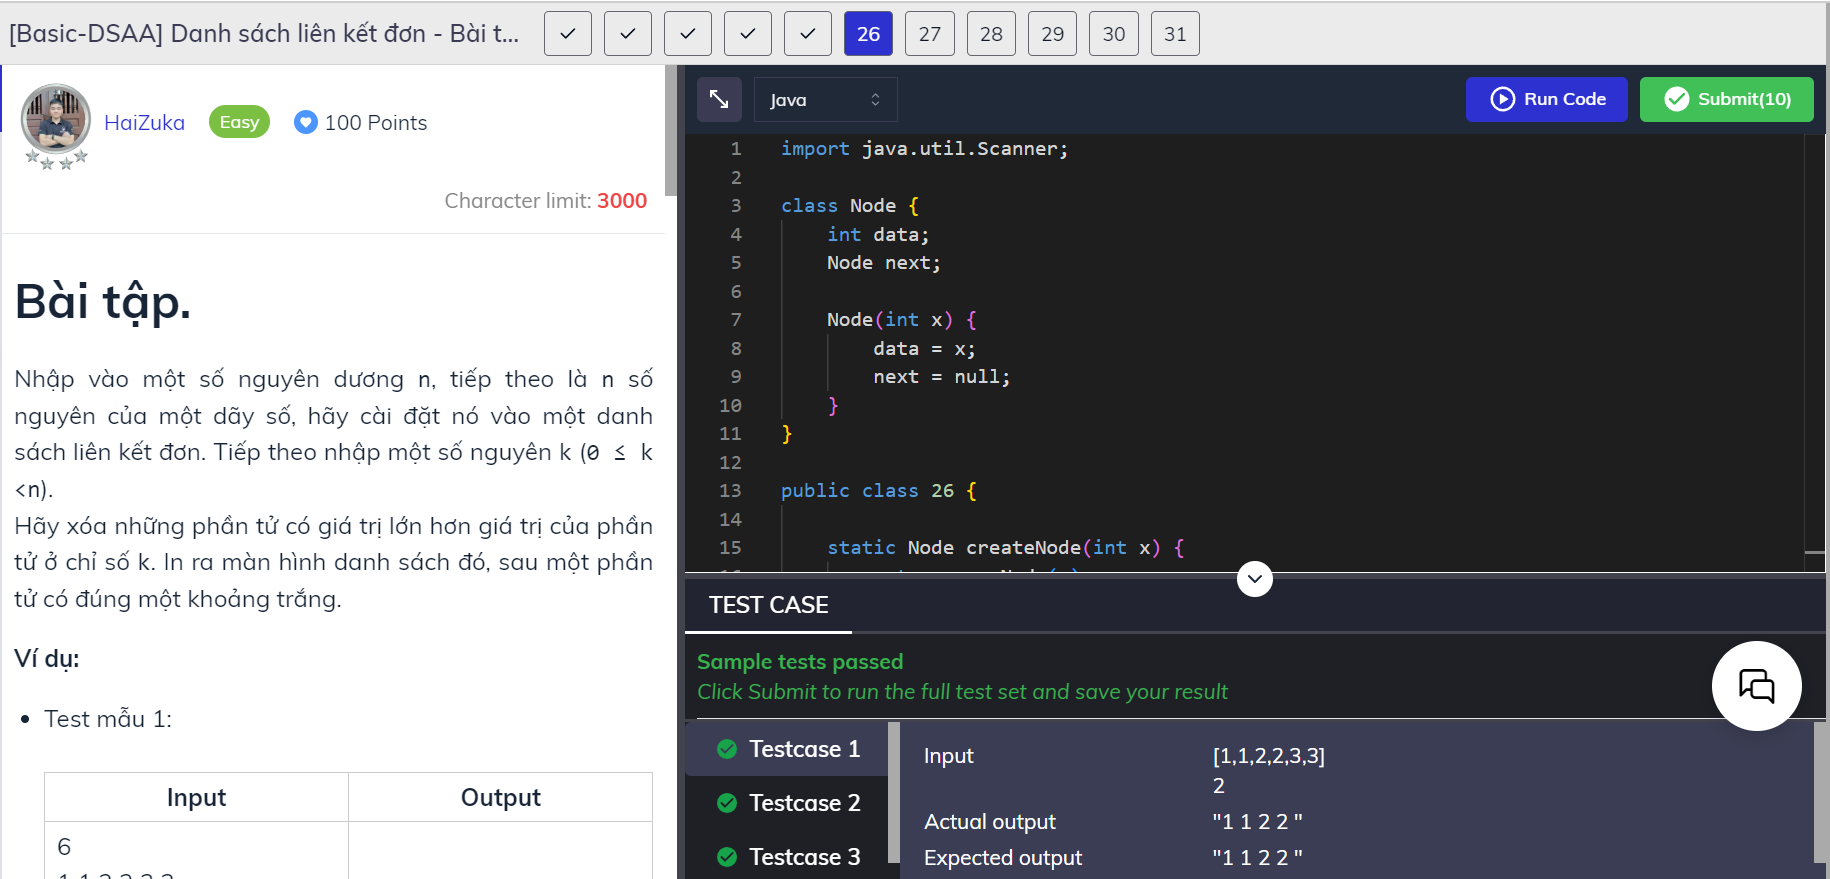 [Basic-DSAA] Danh sách liên kết đơn - Bài t...
26 27 28 29 30 31
HaiZuka Easy 100 Points
Character limit: 3000
Bài tập.
Nhập vào một số nguyên dương n, tiếp theo là n số
nguyên của một dãy số, hãy cài đặt nó vào một danh
sách liên kết đơn. Tiếp theo nhập một số nguyên k (0 ≤ k
<n).
Hãy xóa những phần tử có giá trị lớn hơn giá trị của phần
tử ở chỉ số k. In ra màn hình danh sách đó, sau một phần
tử có đúng một khoảng trắng.
Ví dụ:
• Test mẫu 1:
Input Output
6
Java
Run Code
Submit(10)
1 import java.util.Scanner;
2
3 class Node {
4 int data;
5 Node next;
6
7 Node(int x) {
8 data = x;
9 next = null;
10 }
11 }
12
13 public class 26 {
14
15 static Node createNode(int x) {
TEST CASE
Sample tests passed
Click Submit to run the full test set and save your result
Testcase 1
Testcase 2
Testcase 3
Input [1,1,2,2,3,3]
2
Actual output "1 1 2 2 "
Expected output "1 1 2 2 "